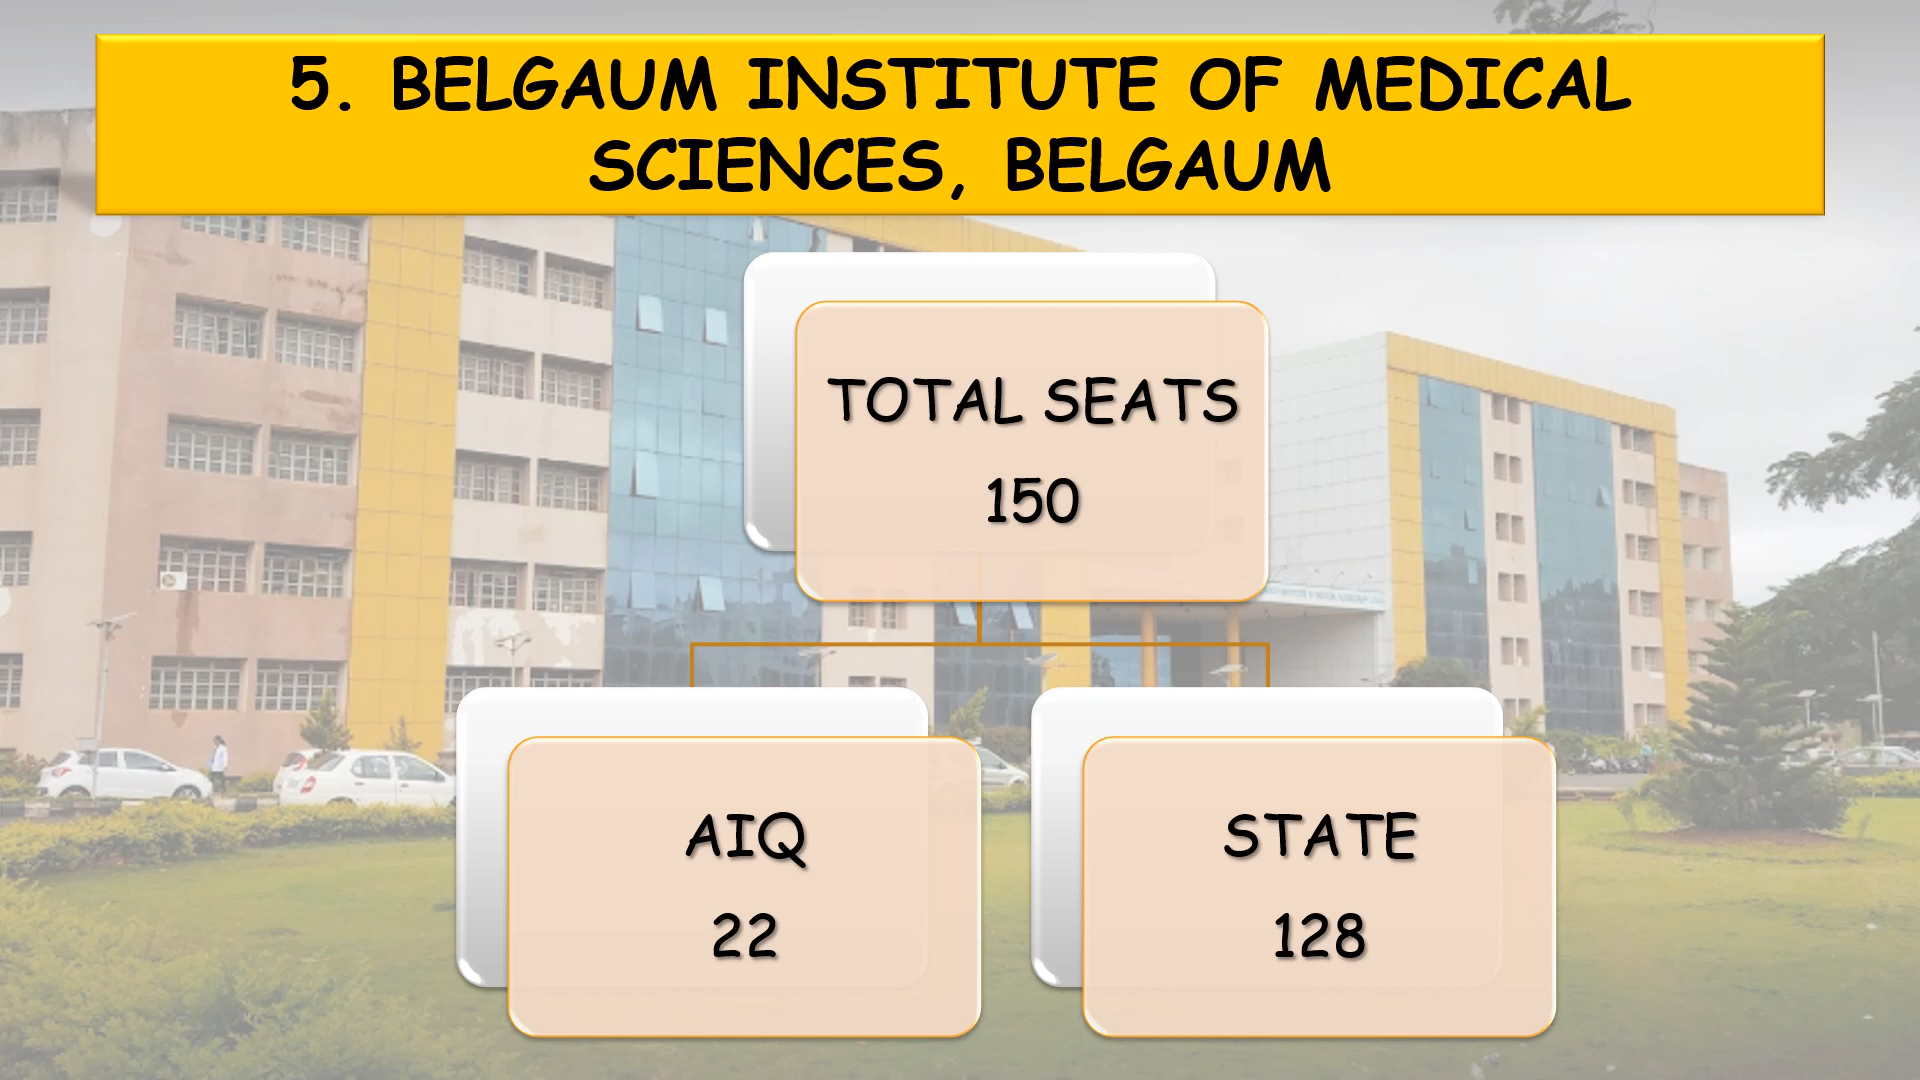 5. BELGAUM INSTITUTE OF MEDICAL
SCIENCES, BELGAUM
TOTAL SEATS
150
AIQ
22
STATE
128